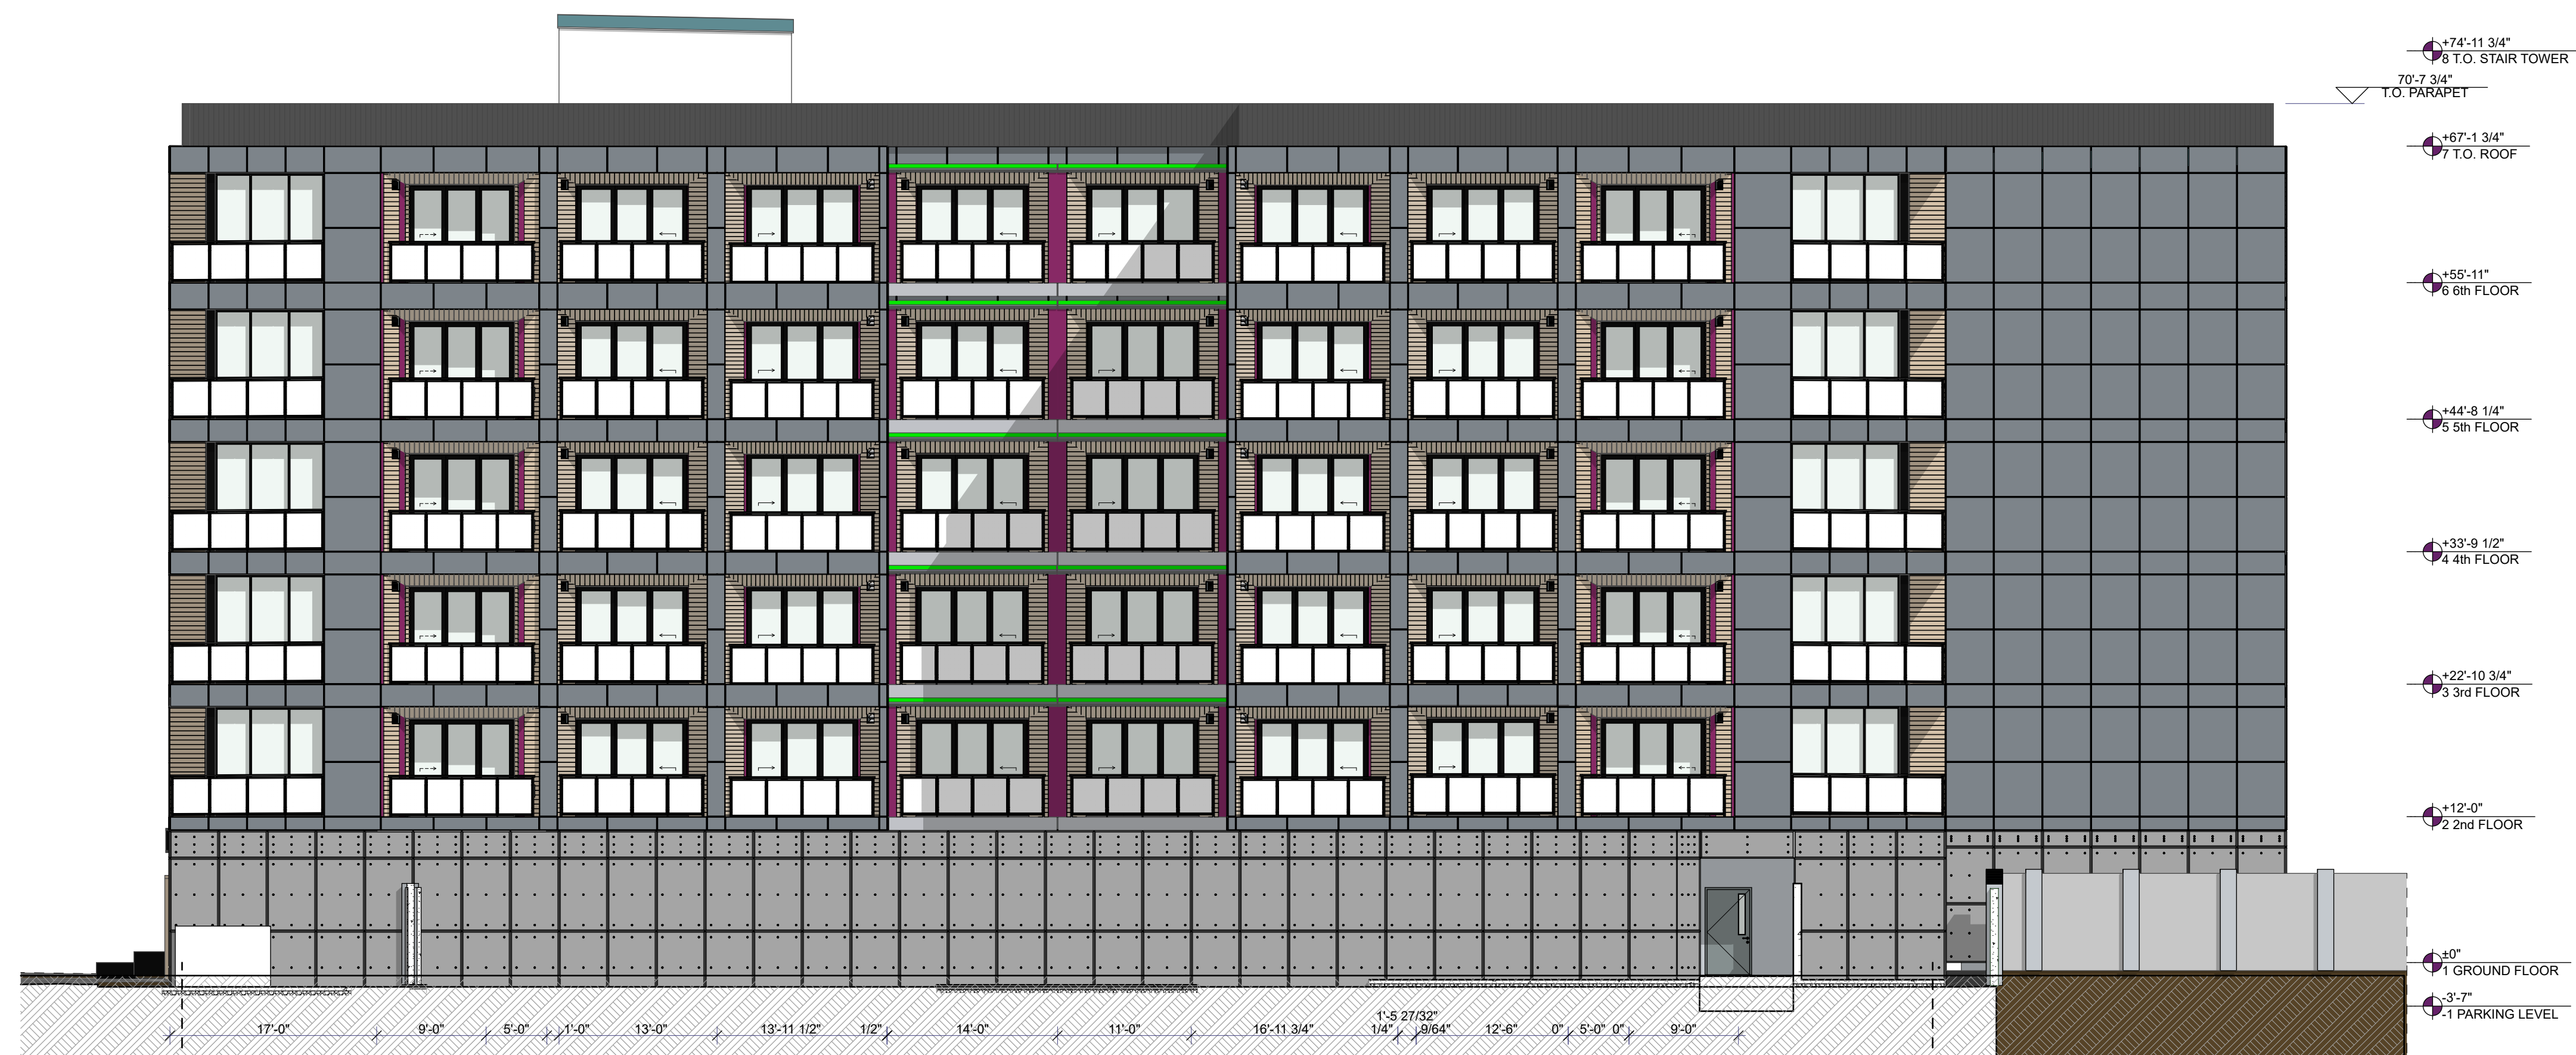 +74'-11 3/4"
8 T.O. STAIR TOWER
70'-7 3/4"
T.O. PARAPET
+67'-1 3/4"
7 T.O. ROOF
+55'-11"
6 6th FLOOR
+44'-8 1/4"
5 5th FLOOR
+33'-9 1/2"
4 4th FLOOR
+22'-10 3/4"
3 3rd FLOOR
+12'-0"
2 2nd FLOOR
±0"
1 GROUND FLOOR
-3'-7"
-1 PARKING LEVEL
1'-5 27/32"
17'-0" 9'-0" 5'-0" 1'-0" 13'-0" 13'-11 1/2" 1/2" 14'-0" 11'-0" 16'-11 3/4" 1/4" 9/64" 12'-6" 0" 5'-0" 0" 9'-0"